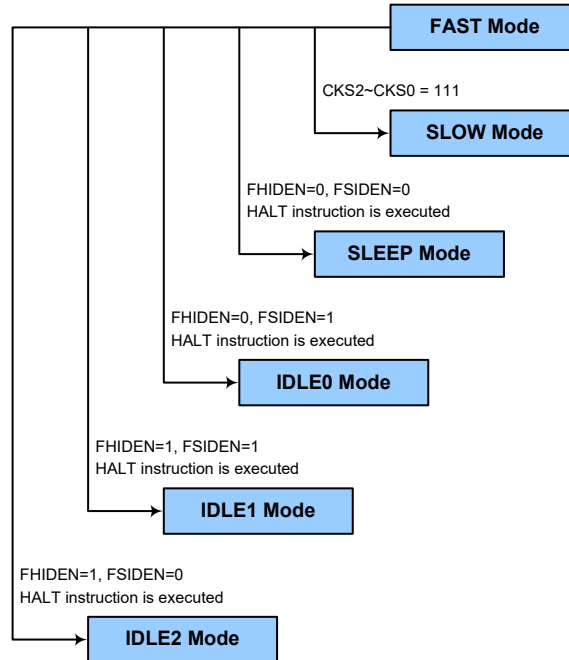 FAST Mode
CKS2~CKS0 = 111
SLOW Mode
FHIDEN=0, FSIDEN=0
HALT instruction is executed
SLEEP Mode
FHIDEN=0, FSIDEN=1
HALT instruction is executed
IDLE0 Mode
FHIDEN=1, FSIDEN=1
HALT instruction is executed
IDLE1 Mode
FHIDEN=1, FSIDEN=0
HALT instruction is executed
IDLE2 Mode